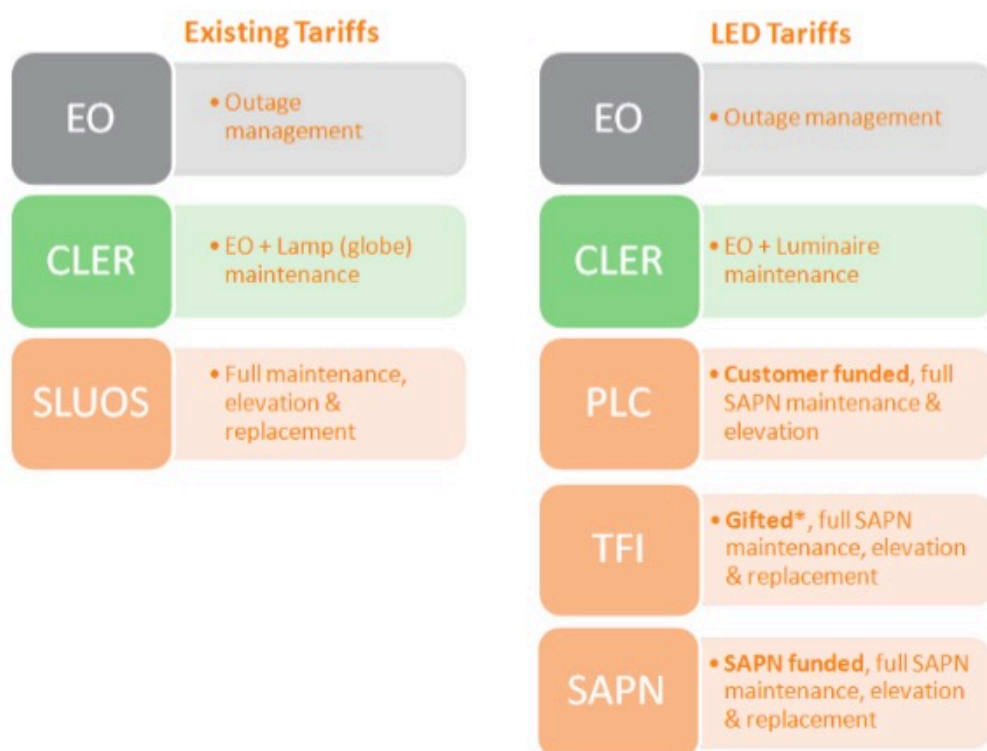 Existing Tariffs
EO
• Outage
management
CLER
• EO + Lamp (globe)
maintenance
SLUOS
• Full maintenance,
elevation &
replacement
LED Tariffs
EO
• Outage management
CLER
• EO + Luminaire
maintenance
PLC
• Customer funded, full
SAPN maintenance &
elevation
TFI
• Gifted*, full SAPN
maintenance, elevation
& replacement
SAPN
• SAPN funded, full SAPN
maintenance, elevation
& replacement